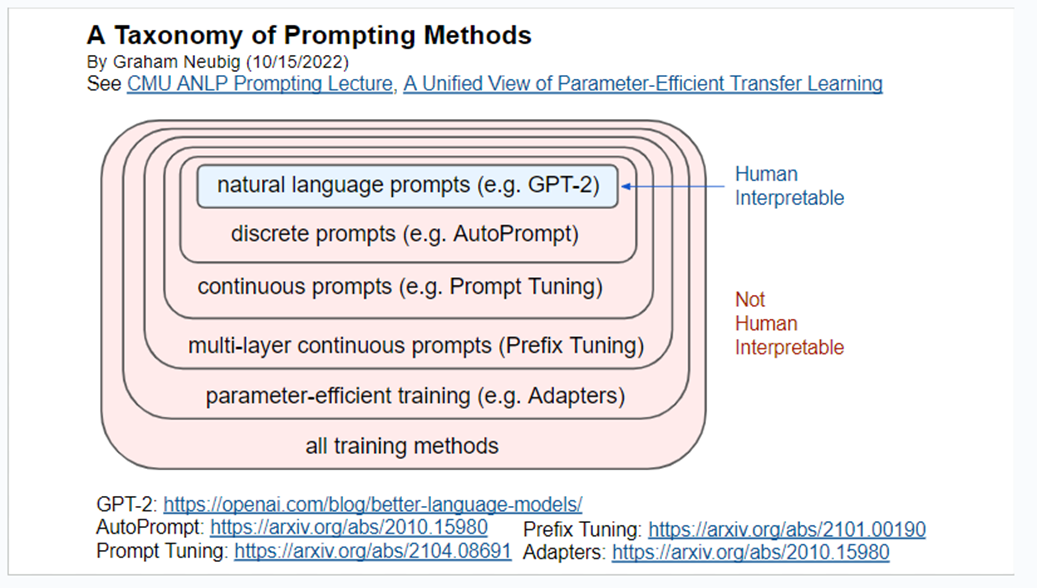 A Taxonomy of Prompting Methods
By Graham Neubig (10/15/2022)
See CMU ANLP Prompting Lecture, A Unified View of Parameter-Efficient Transfer Learning
natural language prompts (e.g. GPT-2)
Human
Interpretable
discrete prompts (e.g. AutoPrompt)
continuous prompts (e.g. Prompt Tuning)
Not
Human
Interpretable
multi-layer continuous prompts (Prefix Tuning)
parameter-efficient training (e.g. Adapters)
all training methods
GPT-2: https://openai.com/blog/better-language-models/
AutoPrompt: https://arxiv.org/abs/2010.15980
Prefix Tuning: https://arxiv.org/abs/2101.00190
Prompt Tuning: https://arxiv.org/abs/2104.08691
Adapters: https://arxiv.org/abs/2010.15980